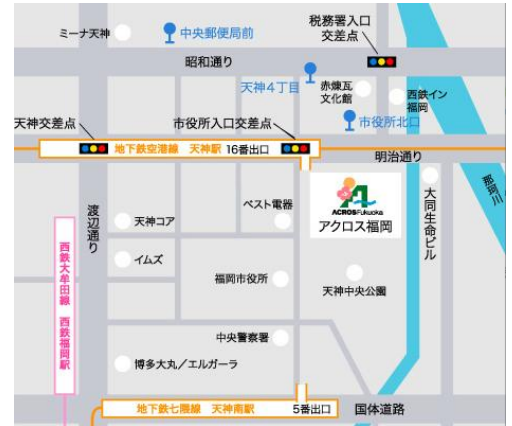 税務署入口
交差点
ミーナ天神
中央郵便局前
昭和通り
天神4丁目
赤煉瓦
文化館
西鉄イン
福岡
市役所北口
天神交差点
市役所入口交差点
地下鉄空港線 天神駅 16番出口
明治通り
那珂川
渡辺通り
ベスト電器
ACROS Fukuoka
アクロス福岡
大同生命ビル
天神コア
西鉄大牟田線 西鉄福岡駅
イムズ
福岡市役所
天神中央公園
中央警察署
博多大丸/エルガーラ
地下鉄七隈線 天神南駅 5番出口
国体道路